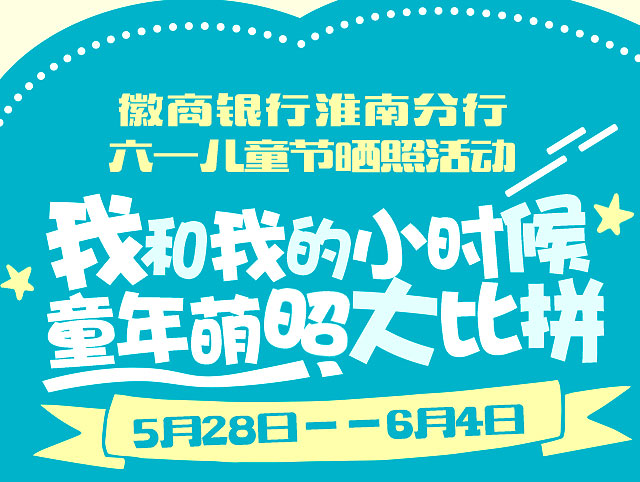 徽商银行淮南分行
六一儿童节晒照活动
我和我的小时候
童年萌照大比拼
5月28日——6月4日